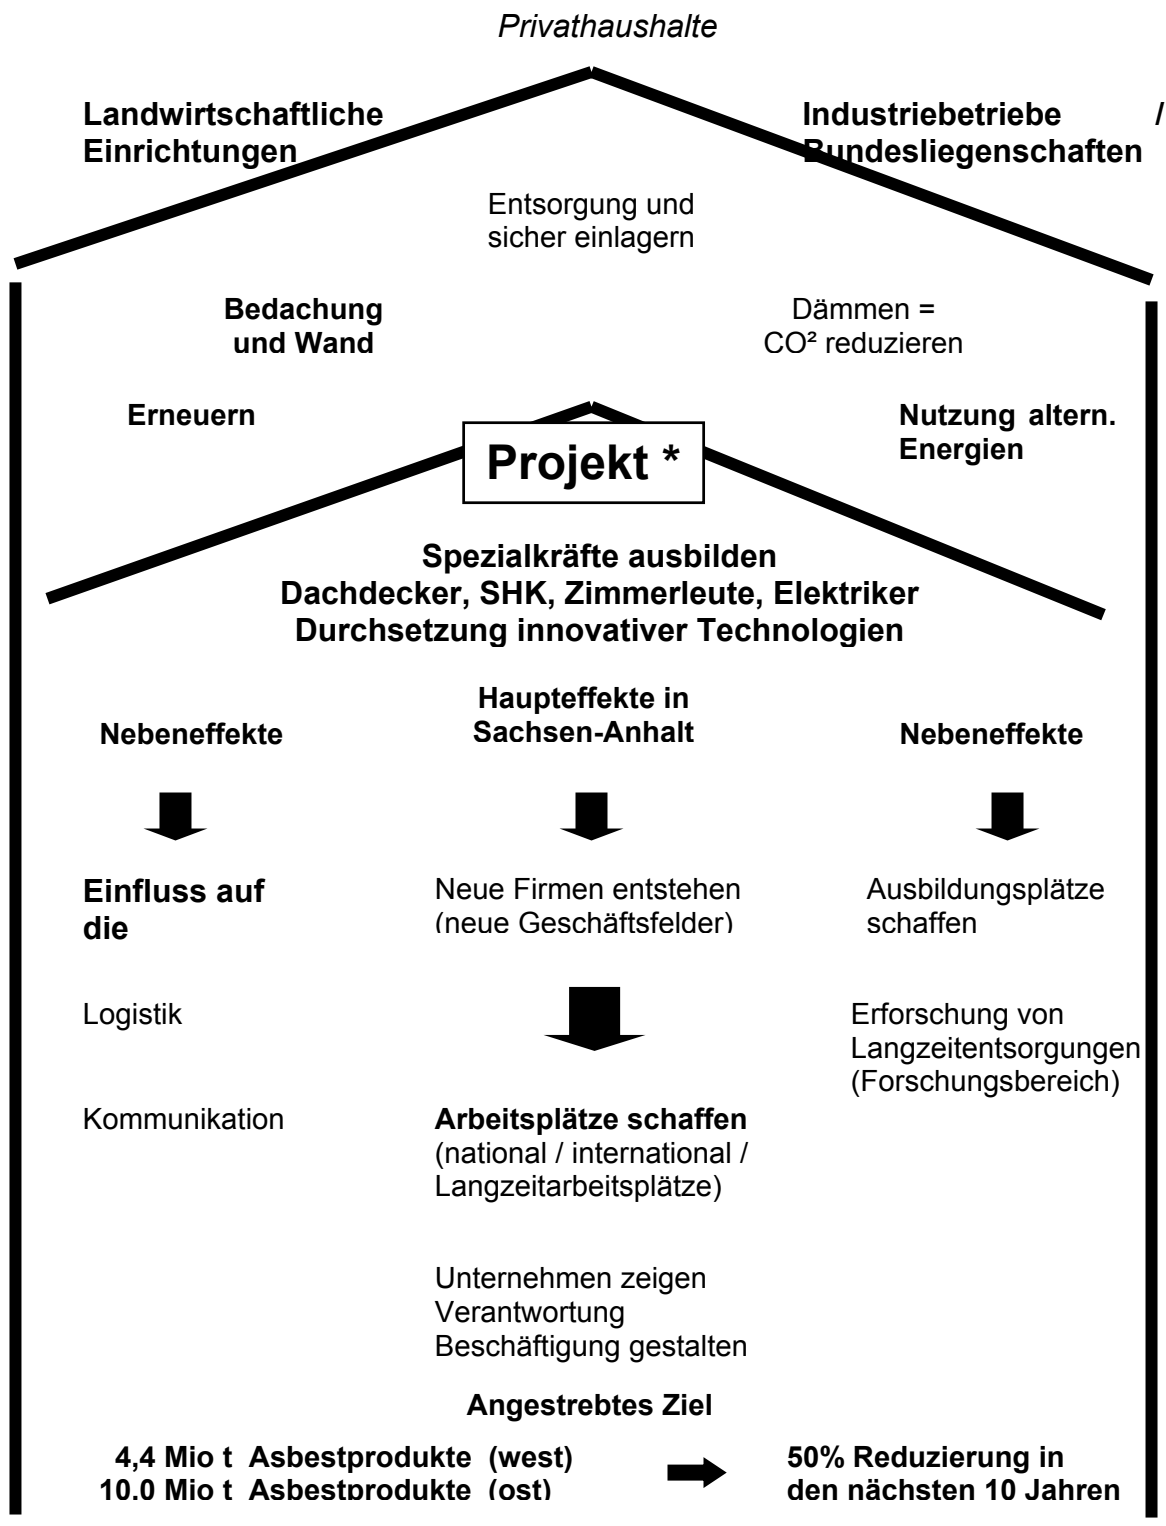 Privathaushalte
Landwirtschaftliche
Einrichtungen
Industriebetriebe /
Bundesliegenschaften
Entsorgung und
sicher einlagern
Bedachung
und Wand
Dämmen =
CO² reduzieren
Erneuern
Nutzung altern.
Energien
Projekt *
Spezialkräfte ausbilden
Dachdecker, SHK, Zimmerleute, Elektriker
Durchsetzung innovativer Technologien
Nebeneffekte
Haupteffekte in
Sachsen-Anhalt
Nebeneffekte
Einfluss auf
die
Logistik
Kommunikation
Neue Firmen entstehen
(neue Geschäftsfelder)
Arbeitsplätze schaffen
(national / international /
Langzeitarbeitsplätze)
Unternehmen zeigen
Verantwortung
Beschäftigung gestalten
Ausbildungsplätze
schaffen
Erforschung von
Langzeitentsorgungen
(Forschungsbereich)
Angestrebtes Ziel
4,4 Mio t Asbestprodukte (west)
10.0 Mio t Asbestprodukte (ost)
50% Reduzierung in
den nächsten 10 Jahren